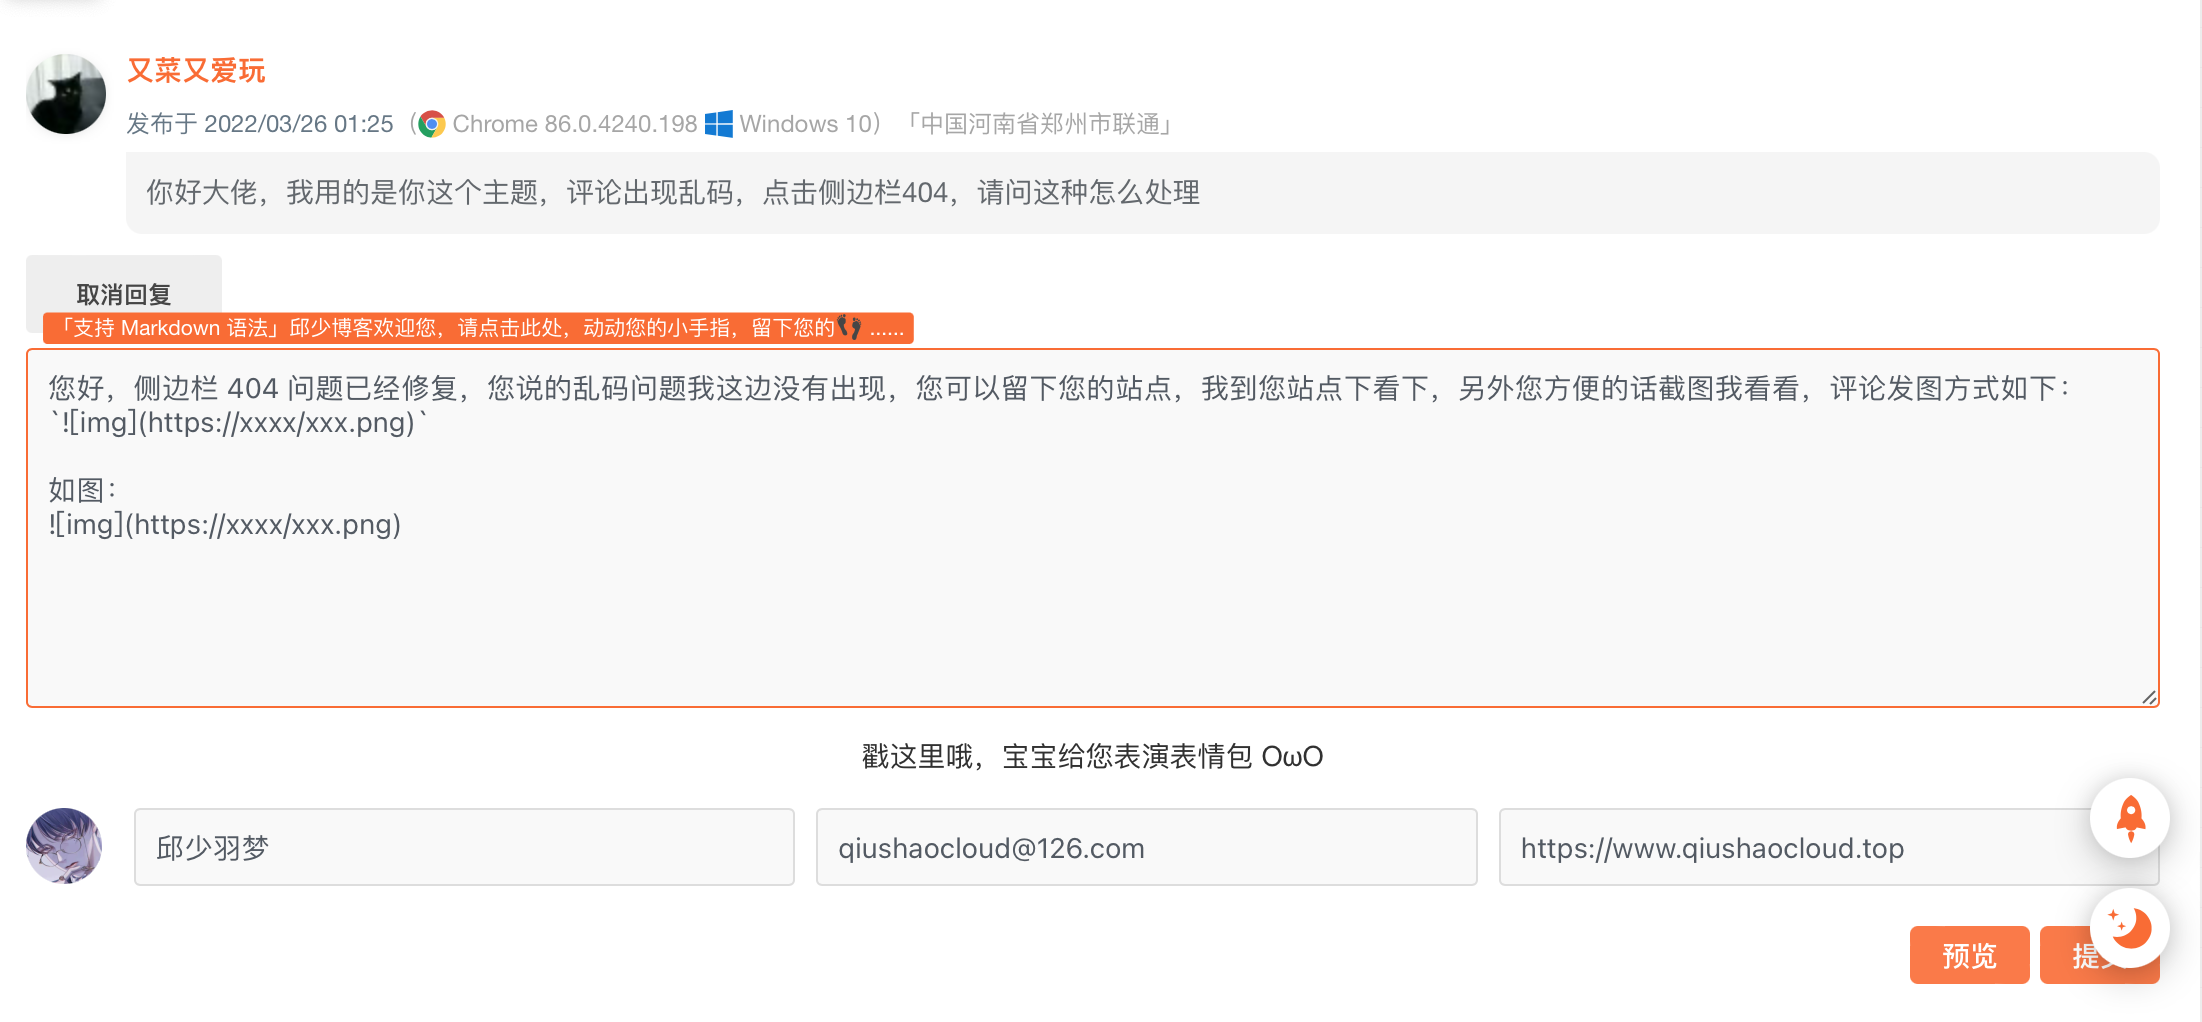 又菜又爱玩
发布于 2022/03/26 01:25 （Chrome 86.0.4240.198 Windows 10） 「中国河南省郑州市联通」
你好大佬，我用的是你这个主题，评论出现乱码，点击侧边栏404，请问这种怎么处理
取消回复
「支持 Markdown 语法」邱少博客欢迎您，请点击此处，动动您的小手指，留下您的👣 ......
您好，侧边栏 404 问题已经修复，您说的乱码问题我这边没有出现，您可以留下您的站点，我到您站点下看下，另外您方便的话截图我看看，评论发图方式如下：
`![img](https://xxxx/xxx.png)`
如图：
![img](https://xxxx/xxx.png)
戳这里哦，宝宝给您表演表情包 OωO
邱少羽梦
qiushaocloud@126.com
https://www.qiushaocloud.top
预览
提